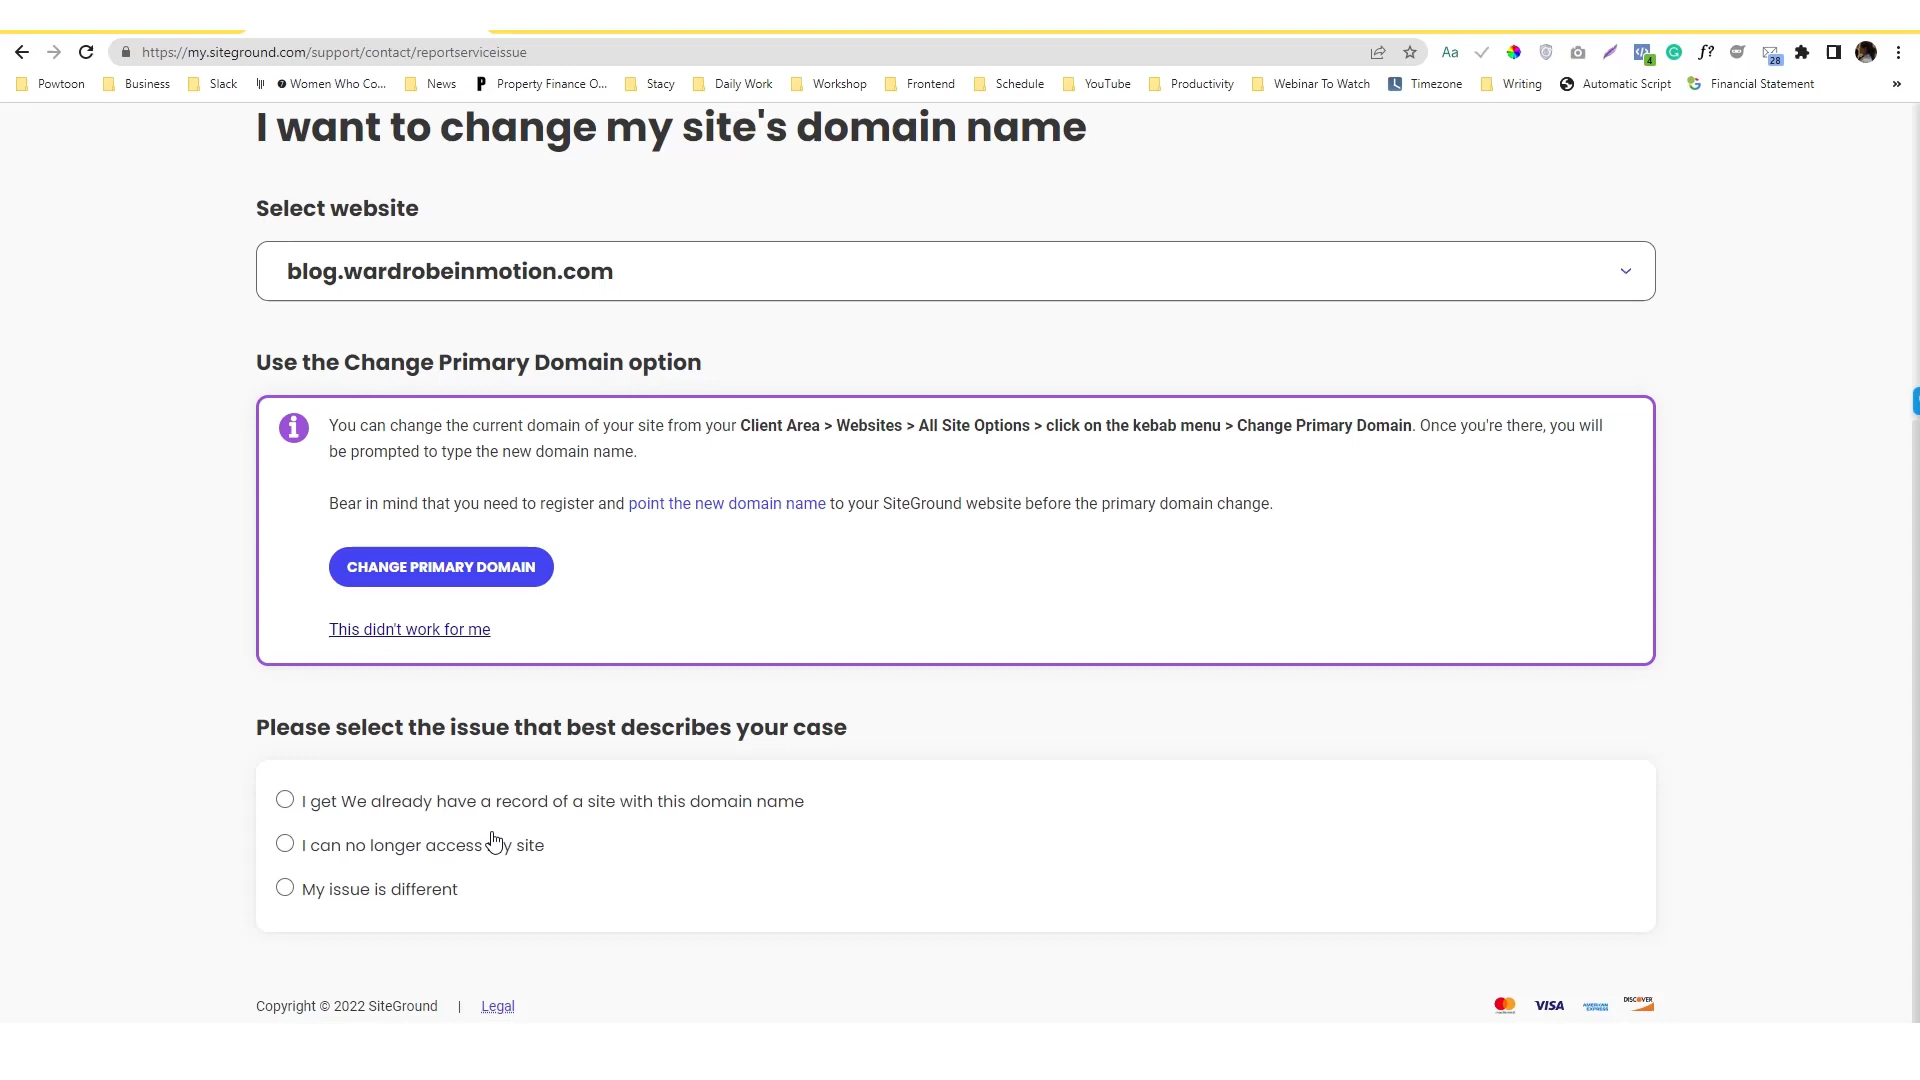 https://my.siteground.com/support/contact/reportserviceissue
Aa
f?
4
28
Powtoon
Business
Slack
Women Who Co...
News
Property Finance O...
Stacy
Daily Work
Workshop
Frontend
Schedule
YouTube
Productivity
Webinar To Watch
Timezone
Writing
Automatic Script
Financial Statement
»
I want to change my site's domain name
Select website
blog.wardrobeinmotion.com
Use the Change Primary Domain option
You can change the current domain of your site from your Client Area > Websites > All Site Options > click on the kebab menu > Change Primary Domain. Once you're there, you will
be prompted to type the new domain name.
Bear in mind that you need to register and point the new domain name to your SiteGround website before the primary domain change.
CHANGE PRIMARY DOMAIN
This didn't work for me
Please select the issue that best describes your case
I get We already have a record of a site with this domain name
I can no longer access my site
My issue is different
Copyright © 2022 SiteGround | Legal
VISA
AMERICAN EXPRESS
DISCOVER